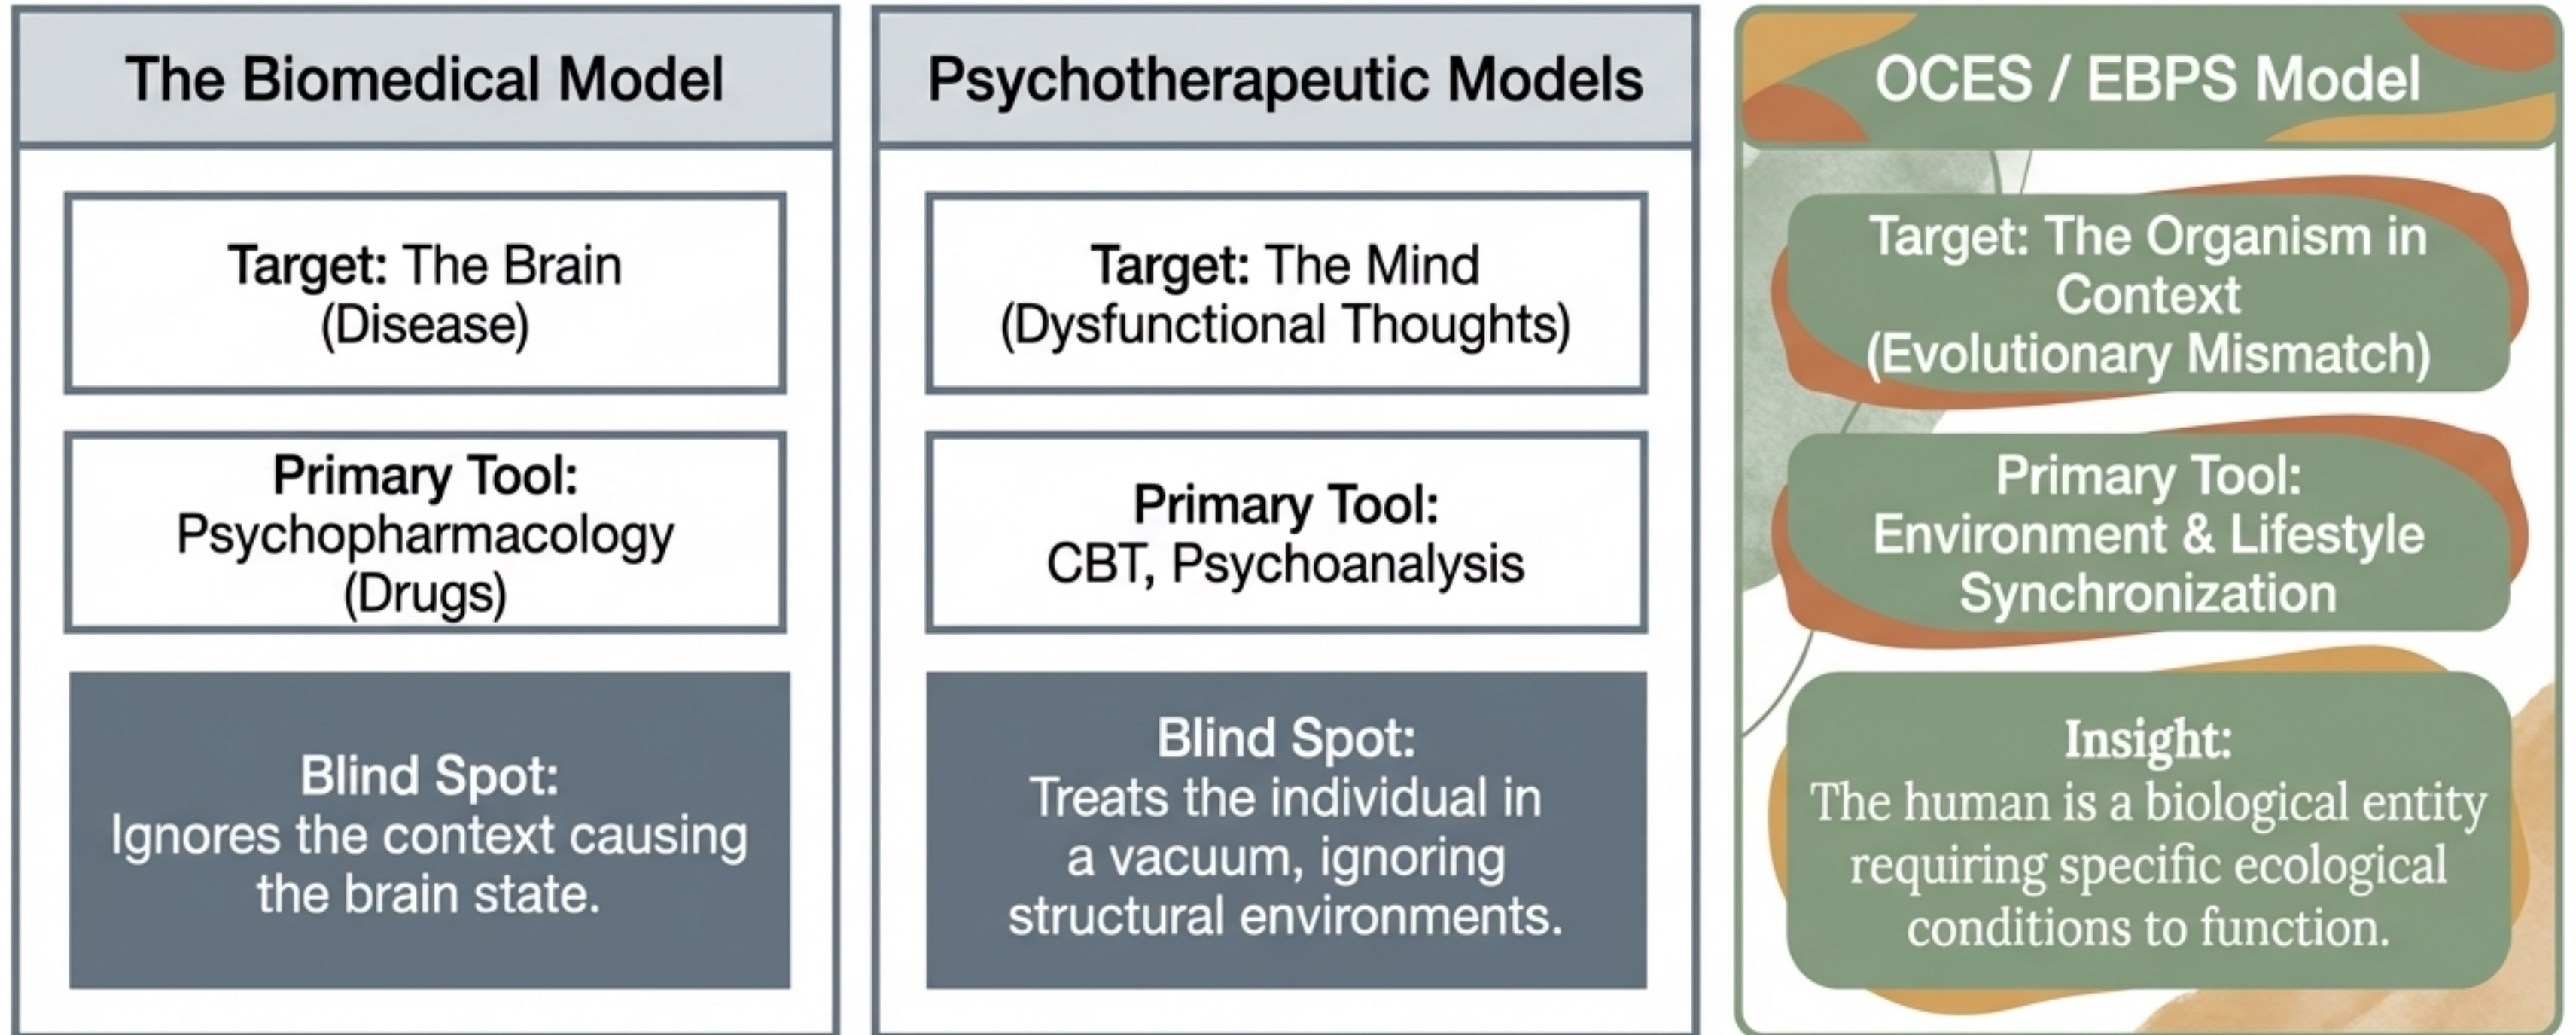 The Biomedical Model
Target: The Brain
(Disease)
Primary Tool:
Psychopharmacology
(Drugs)
Blind Spot:
Ignores the context causing
the brain state.
Psychotherapeutic Models
Target: The Mind
(Dysfunctional Thoughts)
Primary Tool:
CBT, Psychoanalysis
Blind Spot:
Treats the individual in
a vacuum, ignoring
structural environments.
OCES / EBPS Model
Target: The Organism in
Context
(Evolutionary Mismatch)
Primary Tool:
Environment & Lifestyle
Synchronization
Insight:
The human is a biological entity
requiring specific ecological
conditions to function.